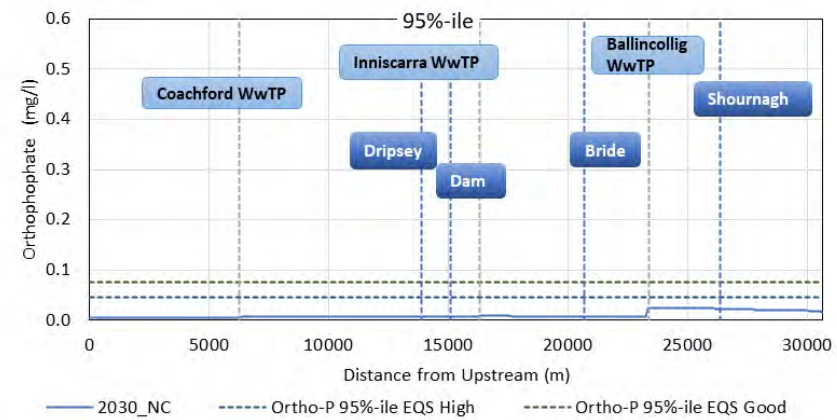 95%-ile
0.6
0.5
0.4
0.3
0.2
0.1
0.0
Orthophophate (mg/l)
Coachford WwTP
Inniscarra WwTP
Ballincollig
WwTP
Shournagh
Dripsey
Dam
Bride
0 5000 10000 15000 20000 25000 30000
Distance from Upstream (m)
2030_NC Ortho-P 95%-ile EQS High Ortho-P 95%-ile EQS Good